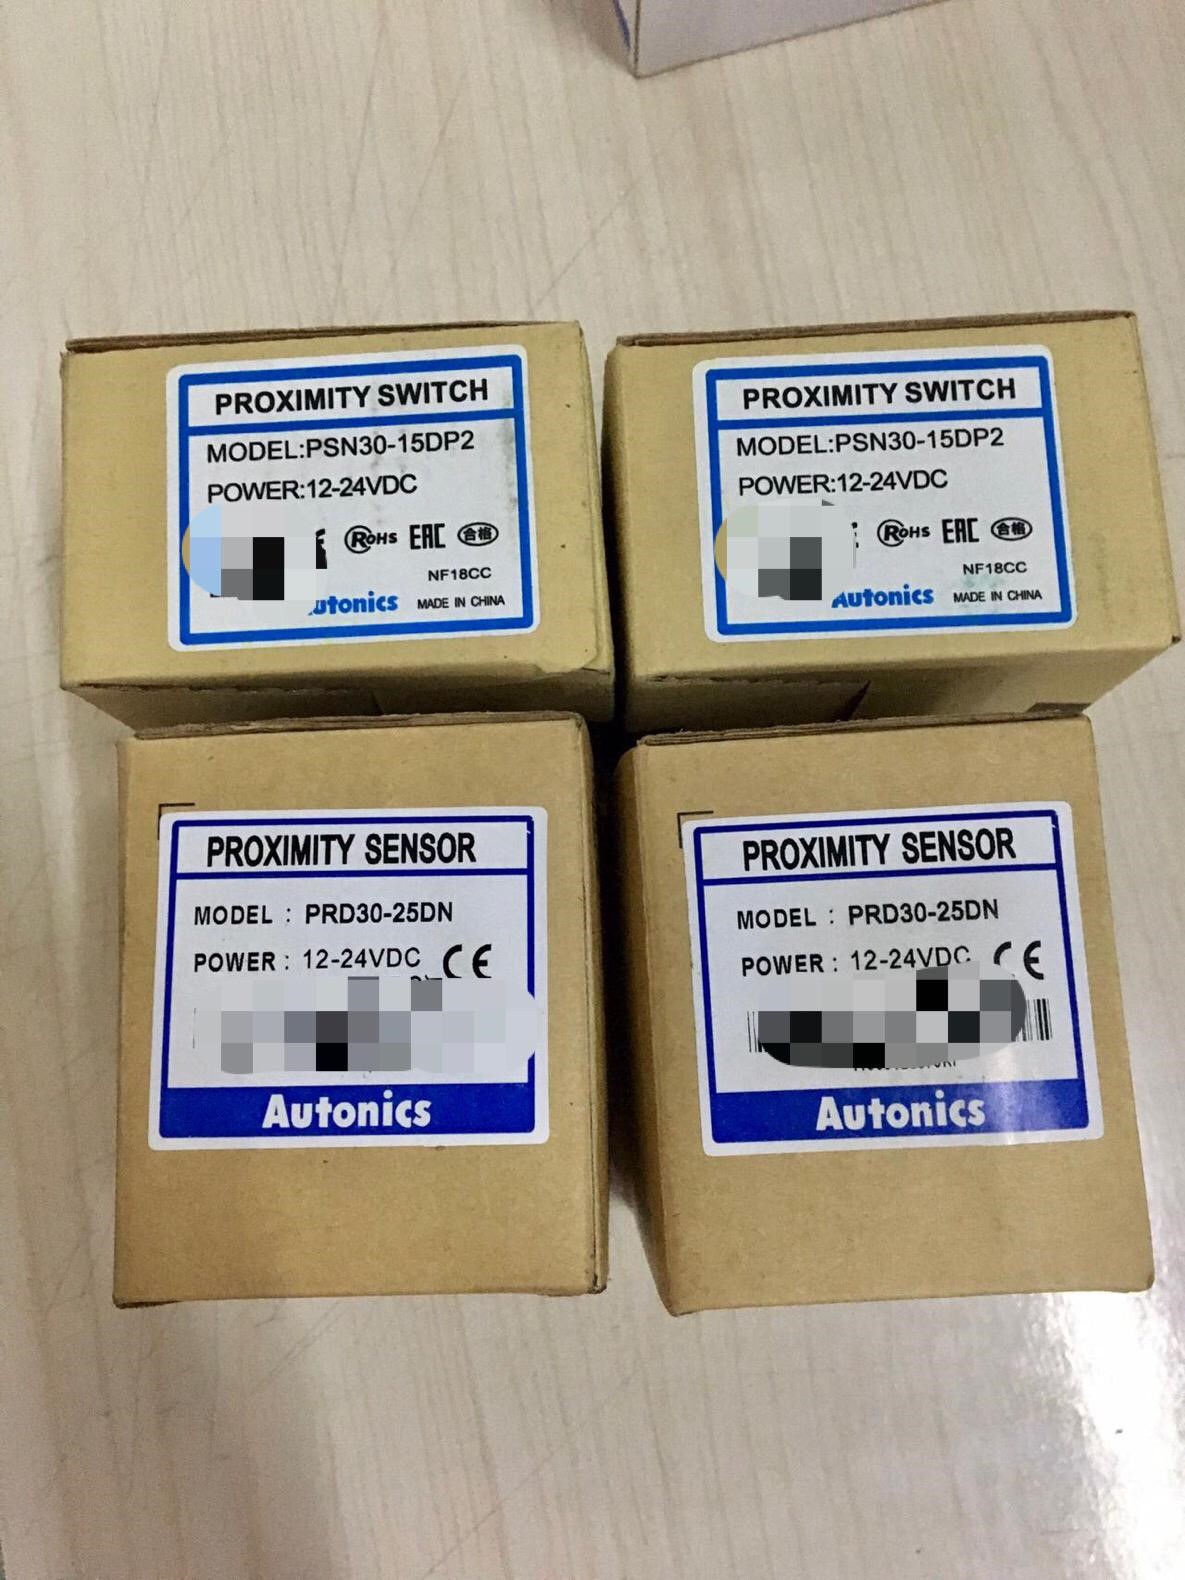 PROXIMITY SWITCH
MODEL:PSN30-15DP2
POWER:12-24VDC
RoHS EAC 合格
NF18CC
utonics MADE IN CHINA
PROXIMITY SWITCH
MODEL:PSN30-15DP2
POWER:12-24VDC
RoHS EAC 合格
NF18CC
Autonics MADE IN CHINA
PROXIMITY SENSOR
MODEL : PRD30-25DN
POWER : 12-24VDC CE
Autonics
PROXIMITY SENSOR
MODEL : PRD30-25DN
POWER : 12-24VDC CE
Autonics